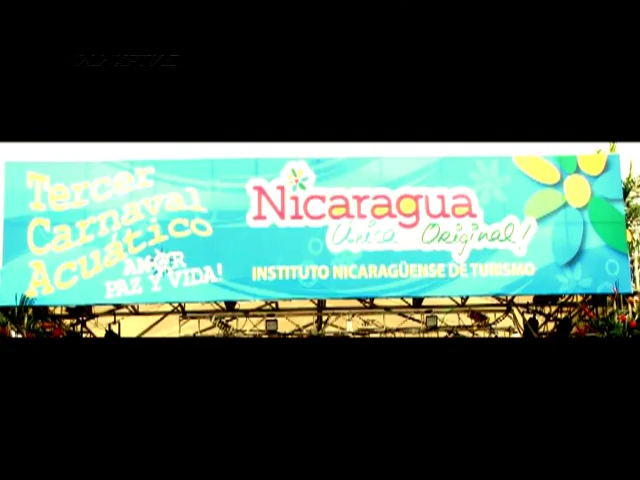 Tercer
Carnaval
Acuático
AMOR
PAZ Y VIDA!
Nicaragua
Única Original!
INSTITUTO NICARAGÜENSE DE TURISMO